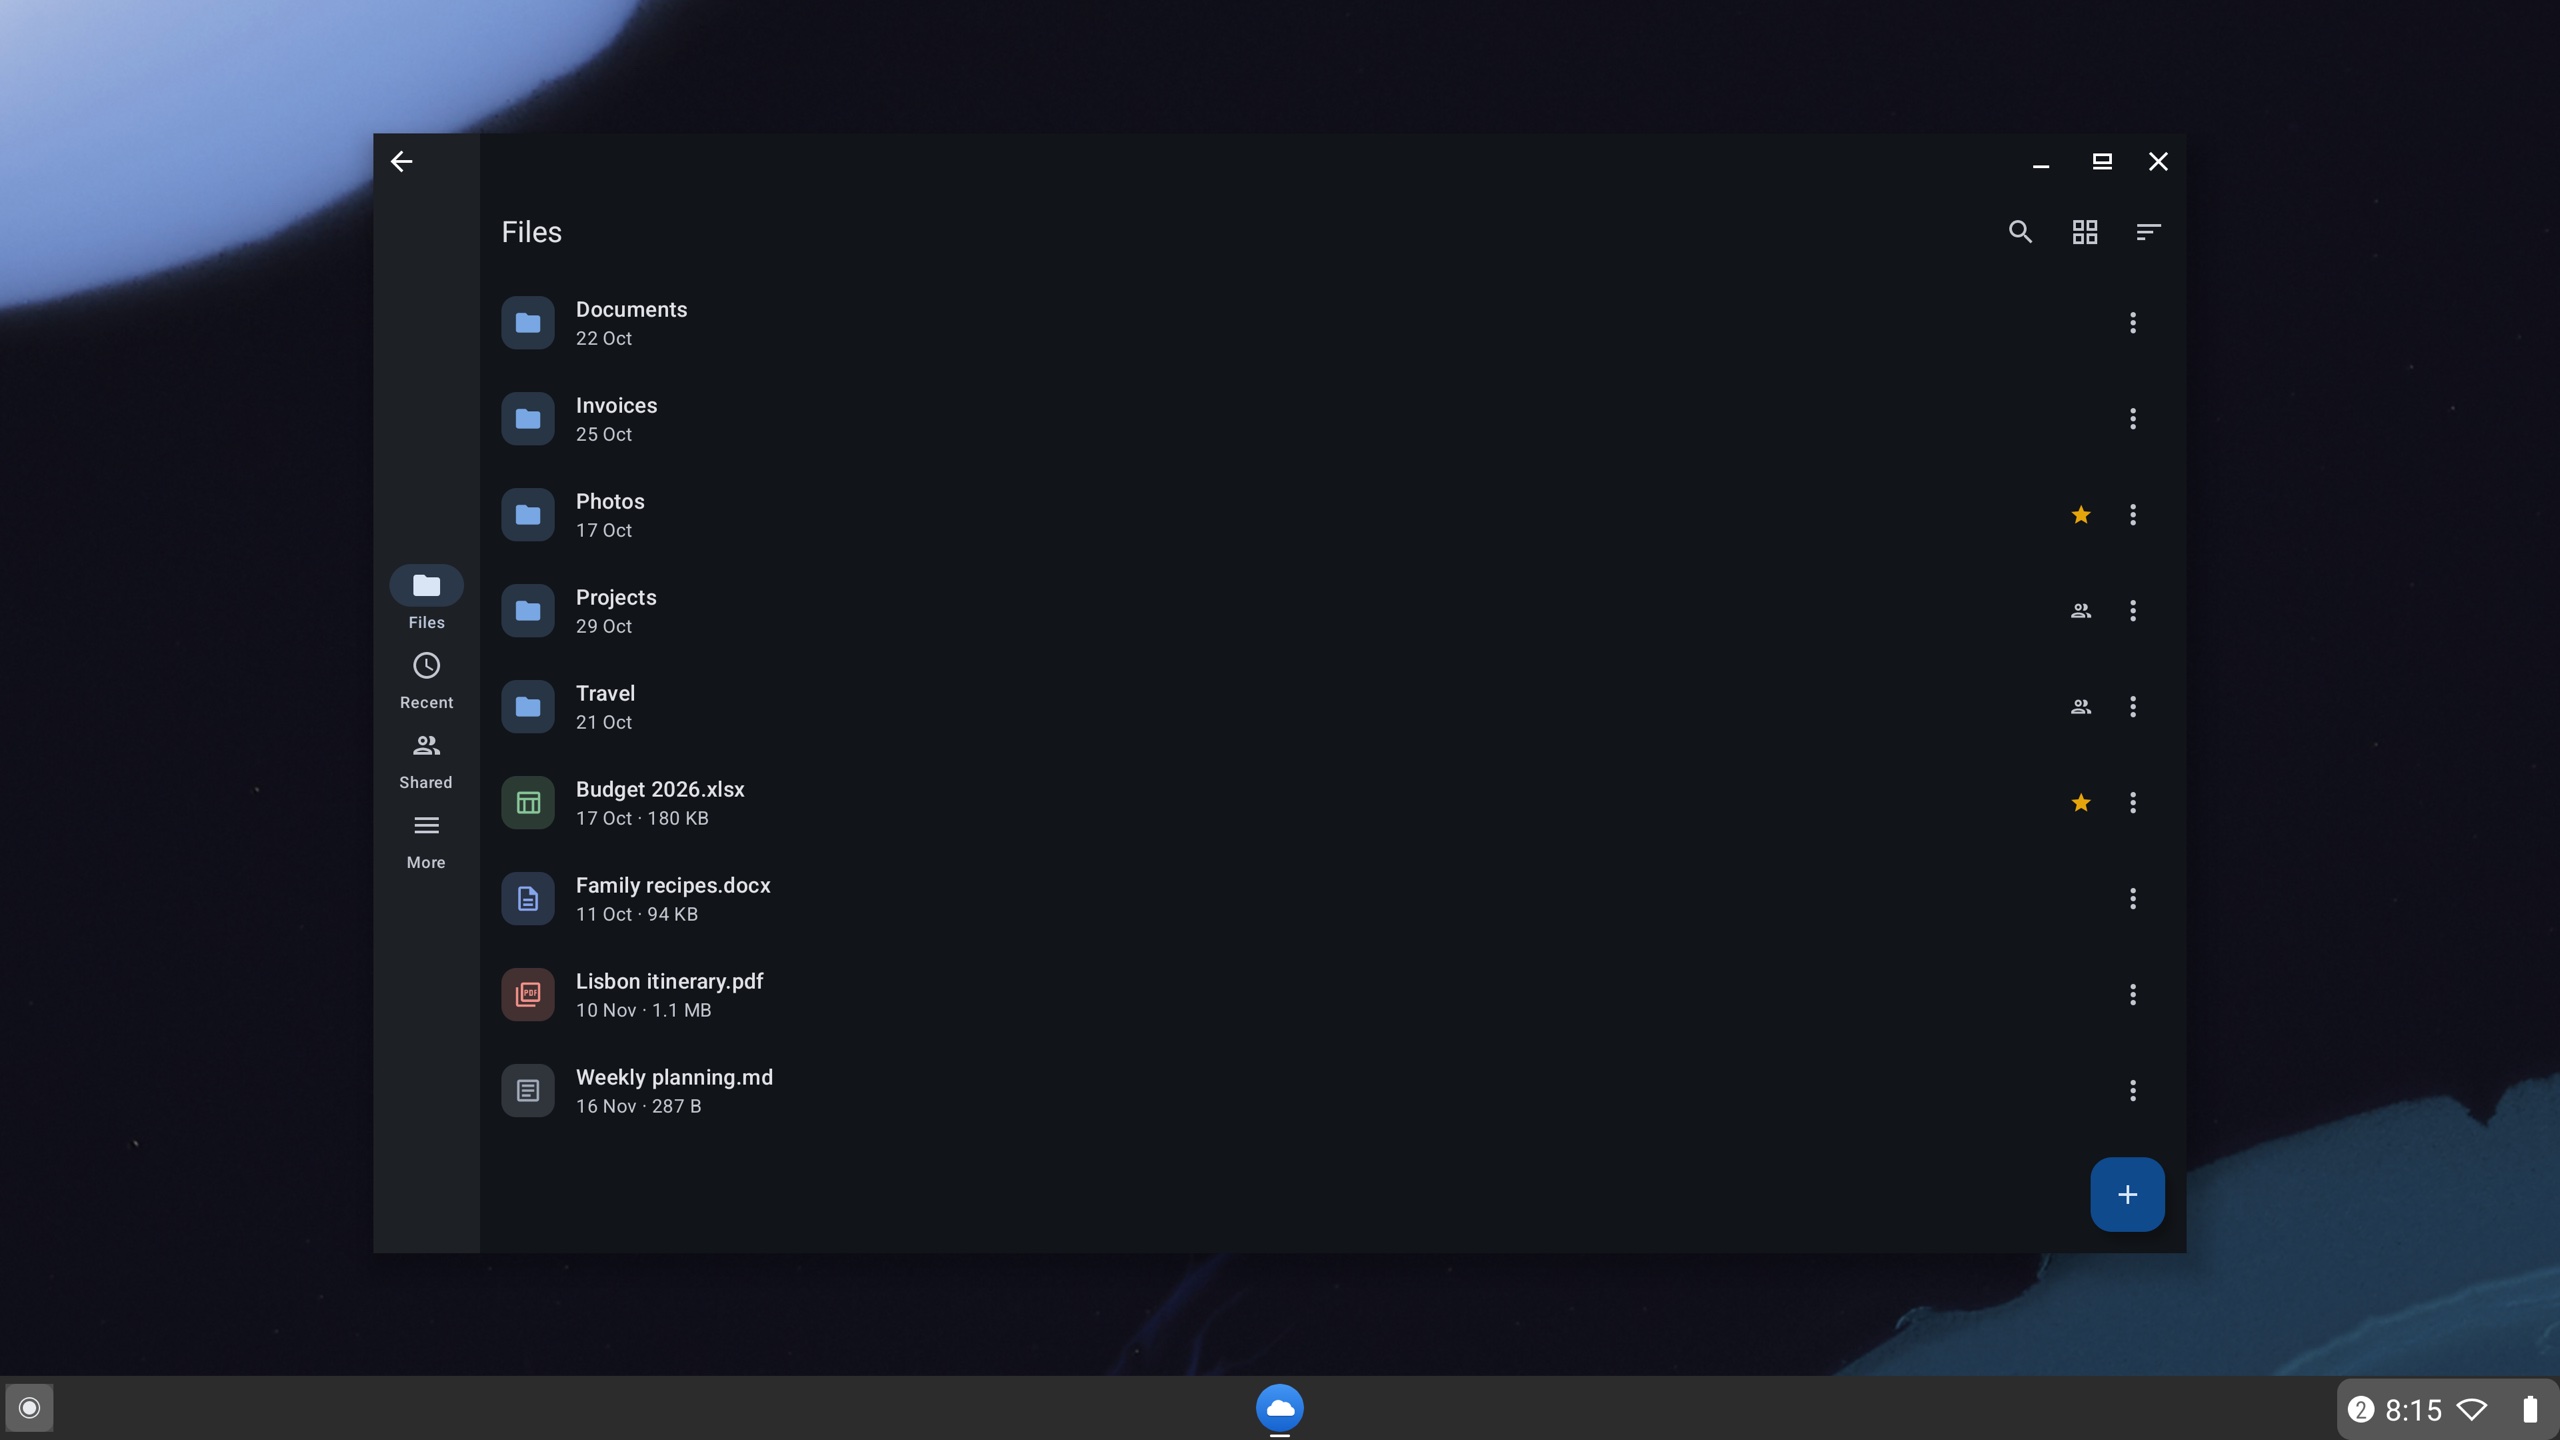 Files
Documents
22 Oct
Invoices
25 Oct
Photos
17 Oct
Projects
29 Oct
Travel
21 Oct
Budget 2026.xlsx
17 Oct · 180 KB
Family recipes.docx
11 Oct · 94 KB
Lisbon itinerary.pdf
10 Nov · 1.1 MB
Weekly planning.md
16 Nov · 287 B
Files
Recent
Shared
More
PDF
2 8:15